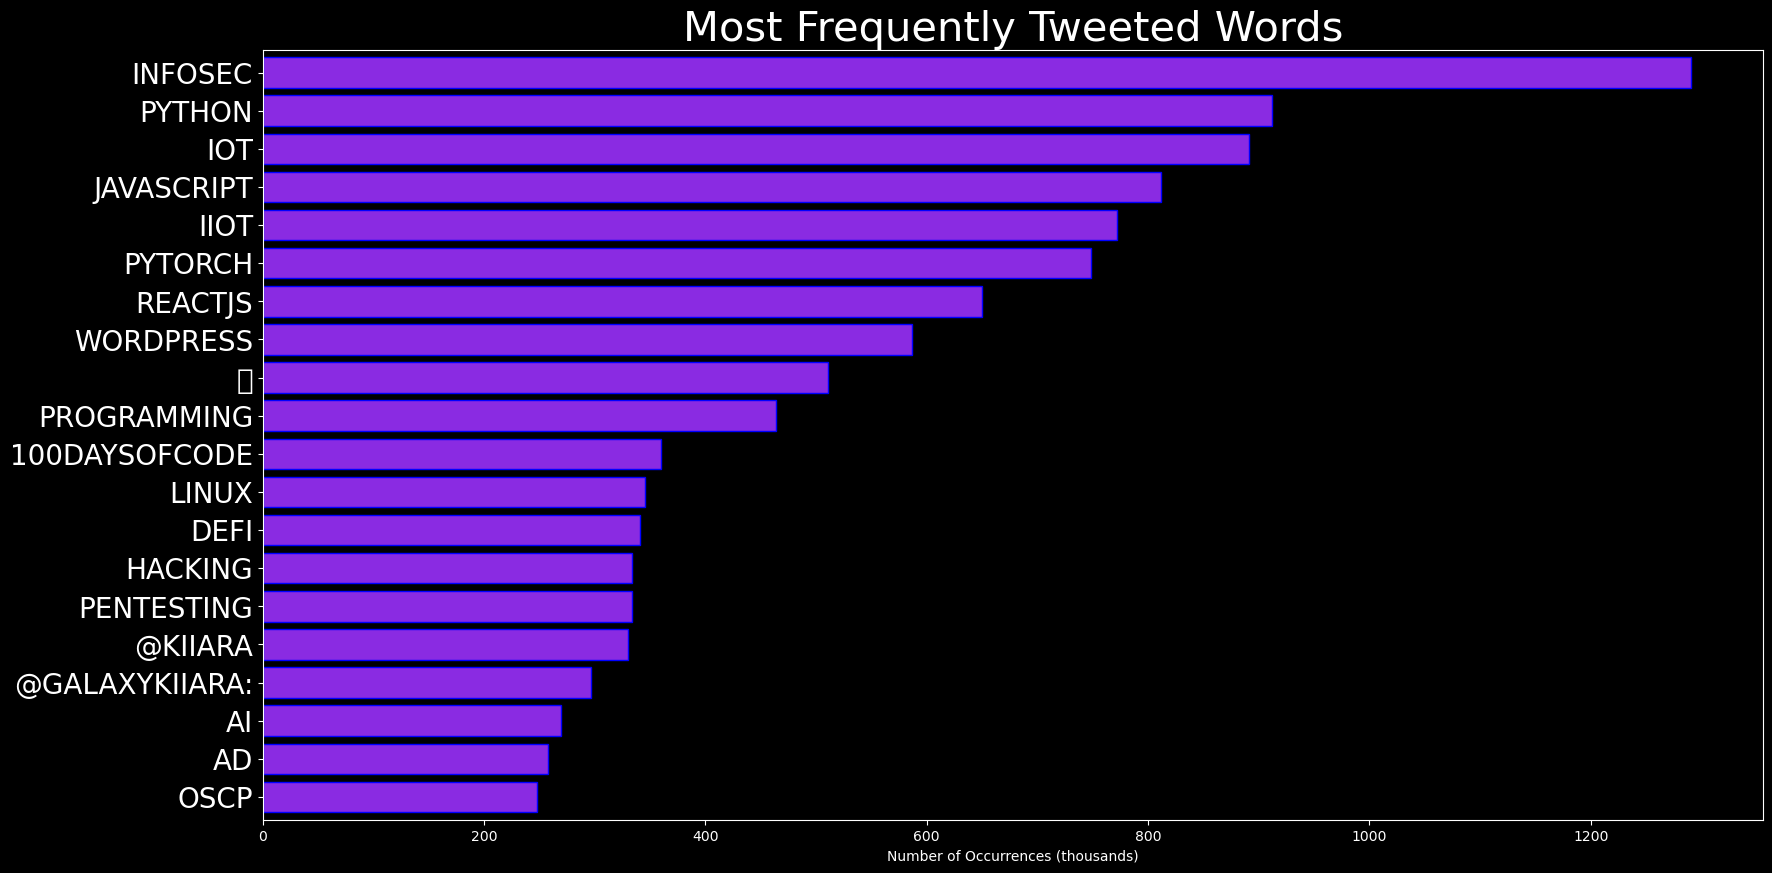 Most Frequently Tweeted Words
INFOSEC
PYTHON
IOT
JAVASCRIPT
IIOT
PYTORCH
REACTJS
WORDPRESS
PROGRAMMING
100DAYSOFCODE
LINUX
DEFI
HACKING
PENTESTING
@KIIARA
@GALAXYKIIARA:
AI
AD
OSCP
0 200 400 600 800 1000 1200
Number of Occurrences (thousands)